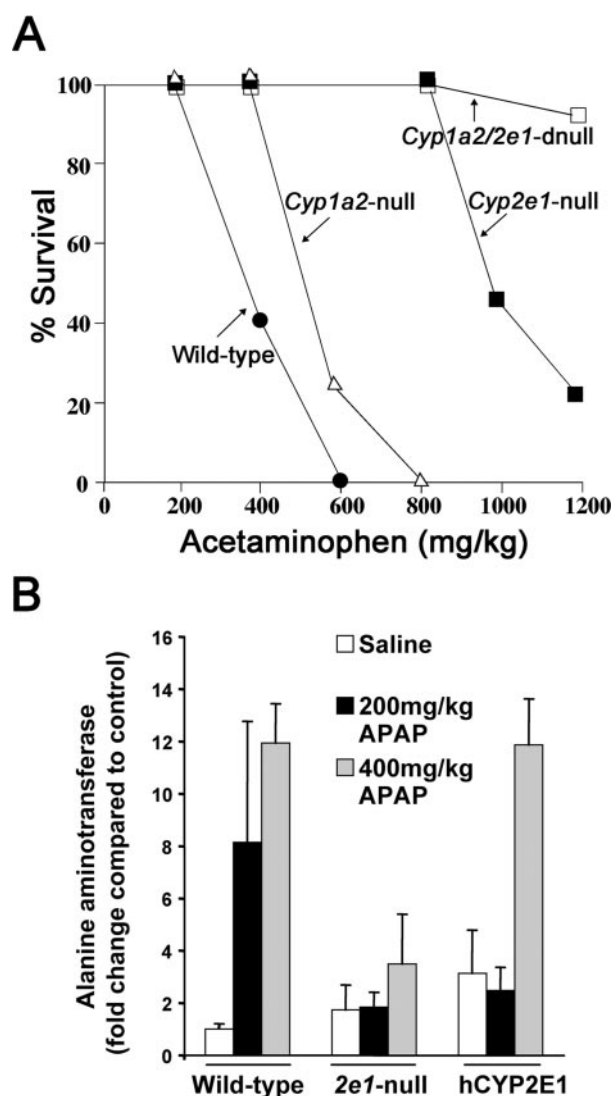 A
100
80
60
40
20
0
% Survival
Cyp1a2/2e1-dnull
Cyp1a2-null
Cyp2e1-null
Wild-type
0 200 400 600 800 1000 1200
Acetaminophen (mg/kg)
B
Alanine aminotransferase
(fold change compared to control)
16
14
12
10
8
6
4
2
0
Saline
200mg/kg
APAP
400mg/kg
APAP
Wild-type 2e1-null hCYP2E1